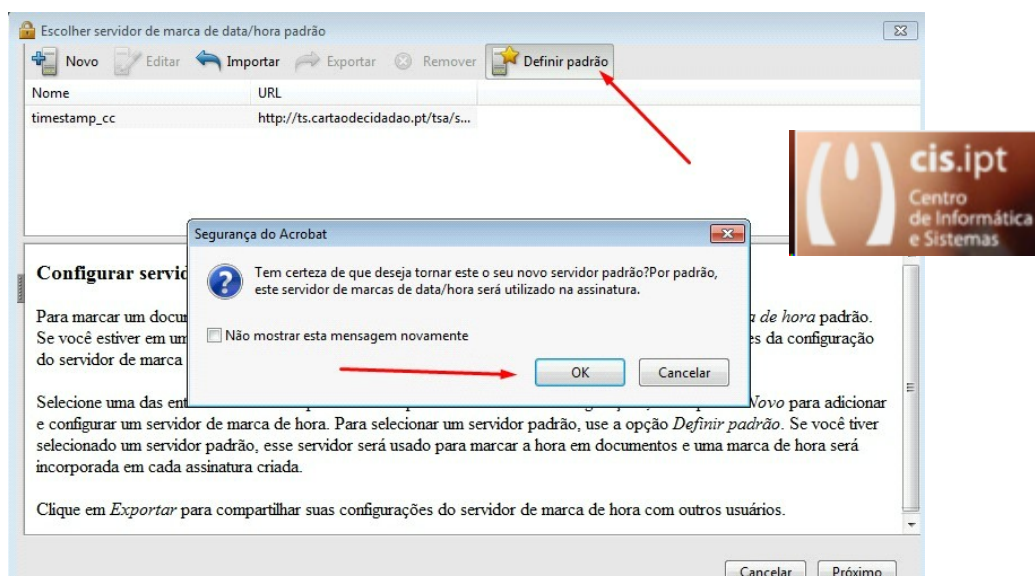 Escolher servidor de marca de data/hora padrão
Novo Editar Importar Exportar Remover Definir padrão
Nome URL
timestamp_cc http://ts.cartaodecidadao.pt/tsa/s...
cis.ipt
Centro
de Informática
e Sistemas
Segurança do Acrobat
Tem certeza de que deseja tornar este o seu novo servidor padrão?Por padrão,
este servidor de marcas de data/hora será utilizado na assinatura.
Não mostrar esta mensagem novamente
OK Cancelar
Configurar servid
Para marcar um docu de hora padrão.
Se você estiver em um es da configuração
do servidor de marca
Selecione uma das ent Novo para adicionar
e configurar um servidor de marca de hora. Para selecionar um servidor padrão, use a opção Definir padrão. Se você tiver
selecionado um servidor padrão, esse servidor será usado para marcar a hora em documentos e uma marca de hora será
incorporada em cada assinatura criada.
Clique em Exportar para compartilhar suas configurações do servidor de marca de hora com outros usuários.
Cancelar Próximo